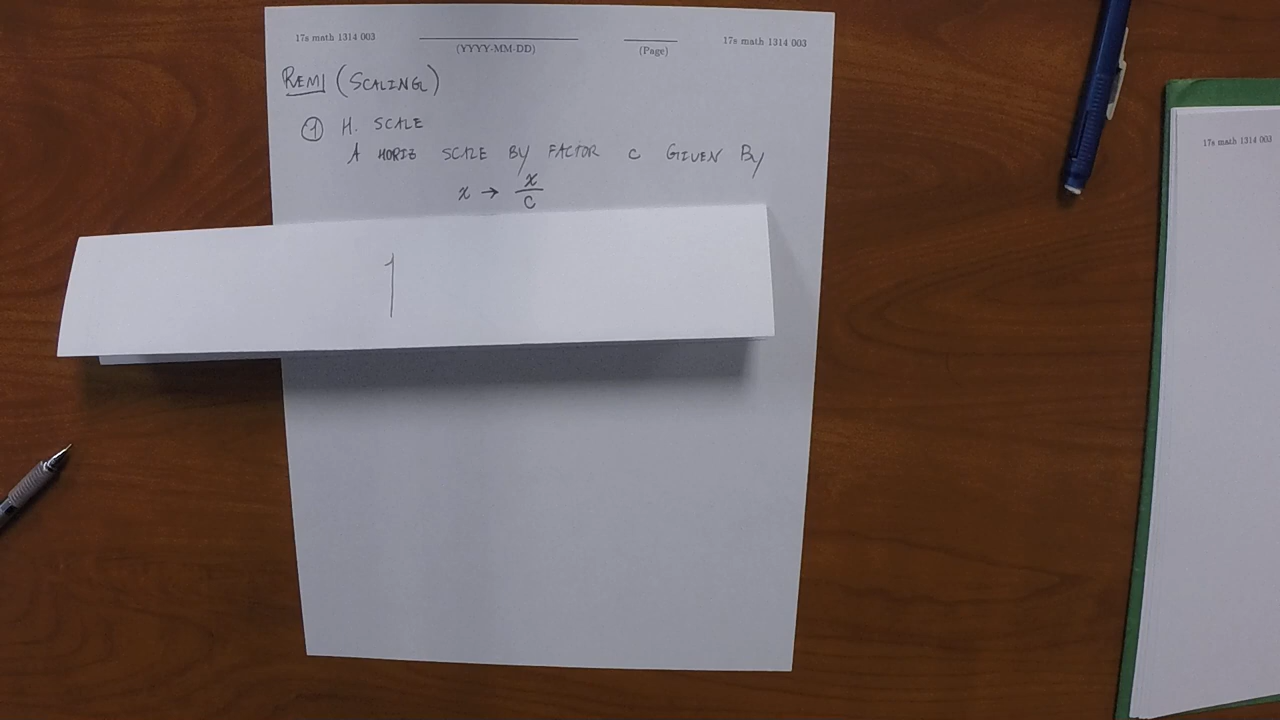 17s math 1314 003
(YYYY-MM-DD)
(Page)
17s math 1314 003
REM (SCALING)
① H. SCALE
A HORIZ SCALE BY FACTOR C GIVEN BY
x → x/c
1
17s math 1314 003